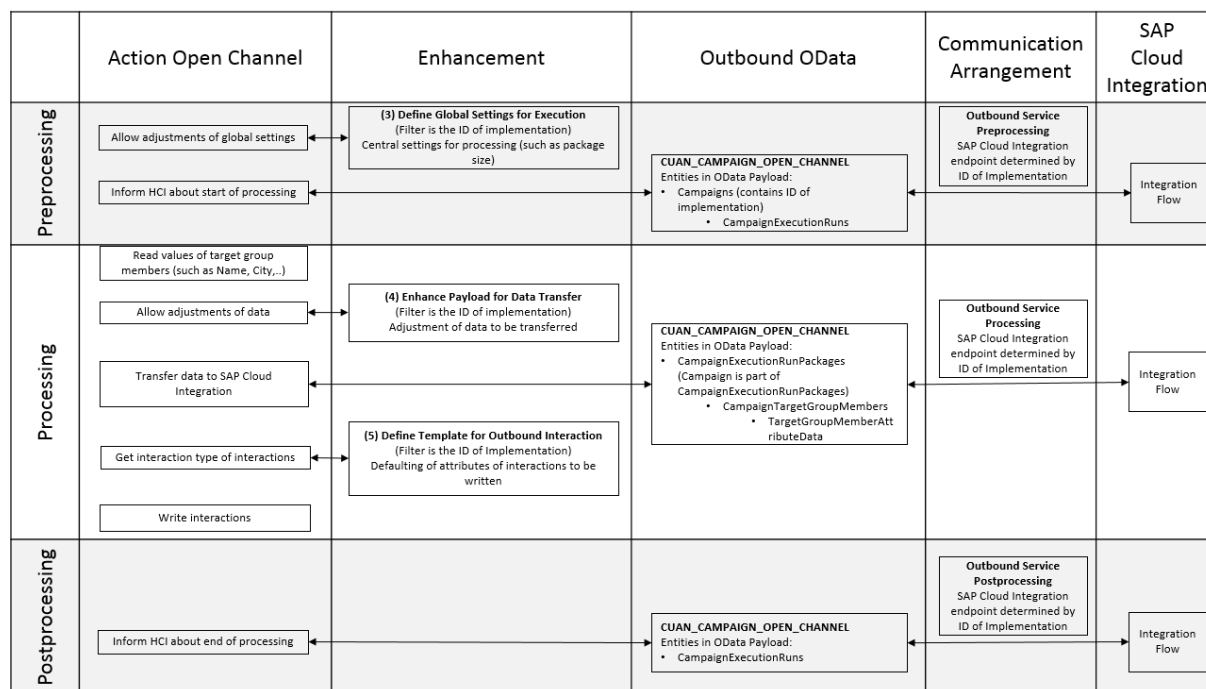 Action Open Channel
Enhancement
Outbound OData
Communication
Arrangement
SAP
Cloud
Integration
Preprocessing
Allow adjustments of global settings
(3) Define Global Settings for Execution
(Filter is the ID of implementation)
Central settings for processing (such as package
size)
Outbound Service
Preprocessing
SAP Cloud Integration
endpoint determined by
ID of Implementation
Inform HCI about start of processing
CUAN_CAMPAIGN_OPEN_CHANNEL
Entities in OData Payload:
• Campaigns (contains ID of
implementation)
• CampaignExecutionRuns
Integration
Flow
Processing
Read values of target group
members (such as Name, City,..)
Allow adjustments of data
(4) Enhance Payload for Data Transfer
(Filter is the ID of implementation)
Adjustment of data to be transferred
Outbound Service
Processing
SAP Cloud Integration
endpoint determined by
ID of Implementation
Transfer data to SAP Cloud
Integration
CUAN_CAMPAIGN_OPEN_CHANNEL
Entities in OData Payload:
• CampaignExecutionRunPackages
(Campaign is part of
CampaignExecutionRunPackages)
• CampaignTargetGroupMembers
• TargetGroupMemberAtt
ributeData
Integration
Flow
Get interaction type of interactions
(5) Define Template for Outbound Interaction
(Filter is the ID of Implementation)
Defaulting of attributes of interactions to be
written
Write interactions
Postprocessing
Outbound Service
Postprocessing
SAP Cloud Integration
endpoint determined by
ID of Implementation
Inform HCI about end of processing
CUAN_CAMPAIGN_OPEN_CHANNEL
Entities in OData Payload:
• CampaignExecutionRuns
Integration
Flow